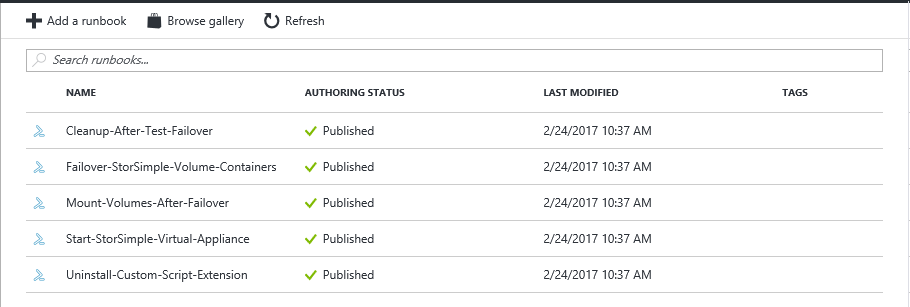 Add a runbook Browse gallery Refresh
Search runbooks...
NAME AUTHORING STATUS LAST MODIFIED TAGS
Cleanup-After-Test-Failover Published 2/24/2017 10:37 AM
Failover-StorSimple-Volume-Containers Published 2/24/2017 10:37 AM
Mount-Volumes-After-Failover Published 2/24/2017 10:37 AM
Start-StorSimple-Virtual-Appliance Published 2/24/2017 10:37 AM
Uninstall-Custom-Script-Extension Published 2/24/2017 10:37 AM